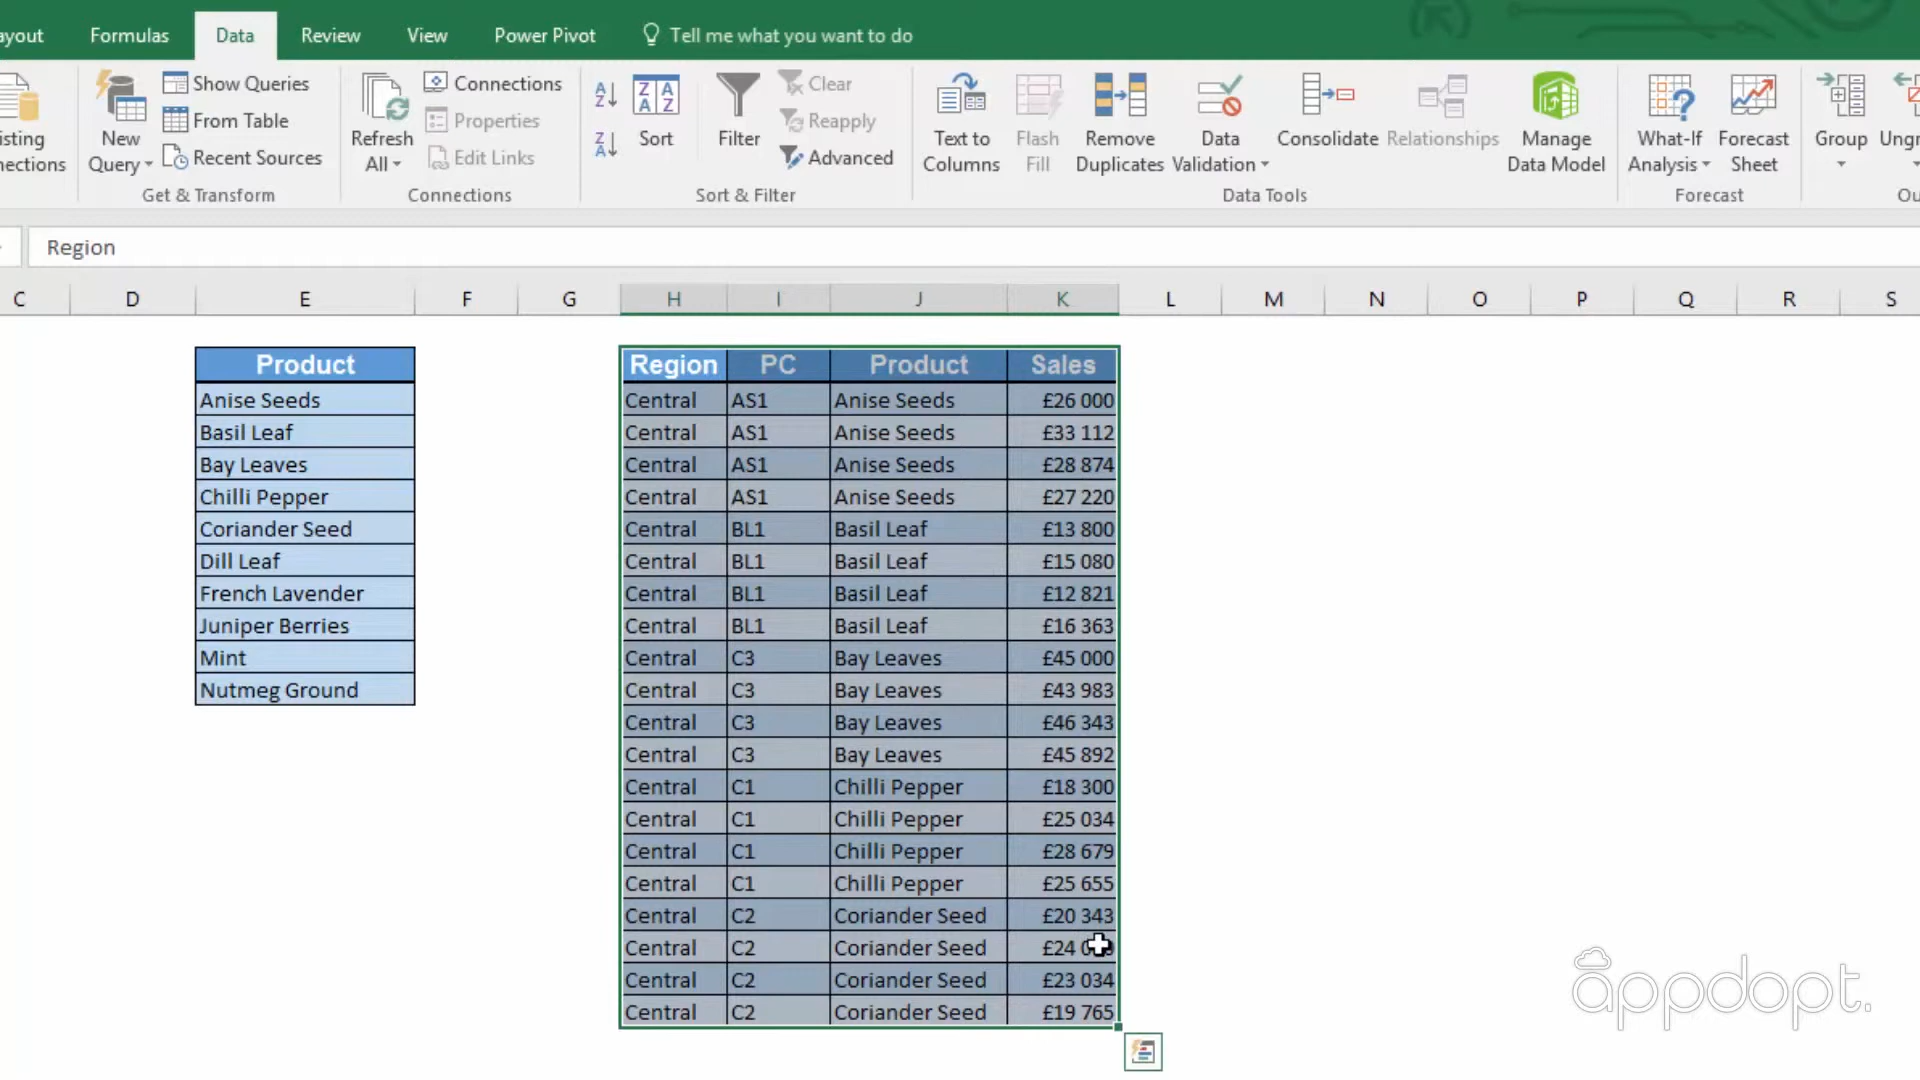 ayout Formulas Data Review View Power Pivot Tell me what you want to do
isting
nections
New
Query
Show Queries
From Table
Recent Sources
Get & Transform
Refresh
All
Connections
Properties
Edit Links
Connections
Sort
Filter
Clear
Reapply
Advanced
Sort & Filter
Text to
Columns
Flash
Fill
Remove
Duplicates
Data
Validation
Consolidate
Relationships
Manage
Data Model
Data Tools
What-If
Analysis
Forecast
Sheet
Forecast
Group
Ungr
Ou
Region
C D E F G H I J K L M N O P Q R S
Product
Anise Seeds
Basil Leaf
Bay Leaves
Chilli Pepper
Coriander Seed
Dill Leaf
French Lavender
Juniper Berries
Mint
Nutmeg Ground
Region PC Product Sales
Central AS1 Anise Seeds £26 000
Central AS1 Anise Seeds £33 112
Central AS1 Anise Seeds £28 874
Central AS1 Anise Seeds £27 220
Central BL1 Basil Leaf £13 800
Central BL1 Basil Leaf £15 080
Central BL1 Basil Leaf £12 821
Central BL1 Basil Leaf £16 363
Central C3 Bay Leaves £45 000
Central C3 Bay Leaves £43 983
Central C3 Bay Leaves £46 343
Central C3 Bay Leaves £45 892
Central C1 Chilli Pepper £18 300
Central C1 Chilli Pepper £25 034
Central C1 Chilli Pepper £28 679
Central C1 Chilli Pepper £25 655
Central C2 Coriander Seed £20 343
Central C2 Coriander Seed £24
Central C2 Coriander Seed £23 034
Central C2 Coriander Seed £19 765
appdopt.